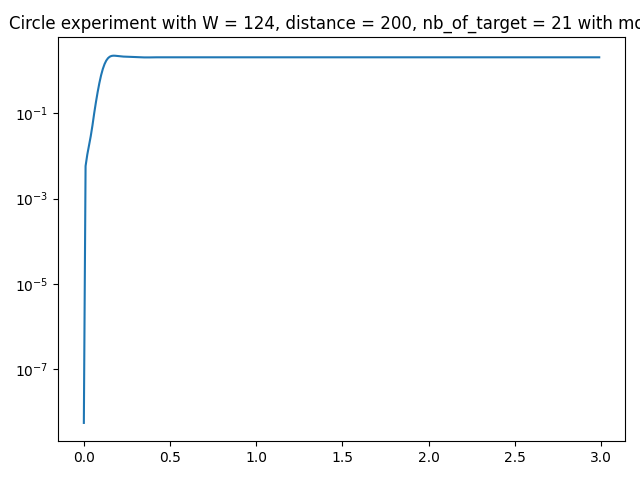 Circle experiment with W = 124, distance = 200, nb_of_target = 21 with mo
10⁻¹
10⁻³
10⁻⁵
10⁻⁷
0.0 0.5 1.0 1.5 2.0 2.5 3.0